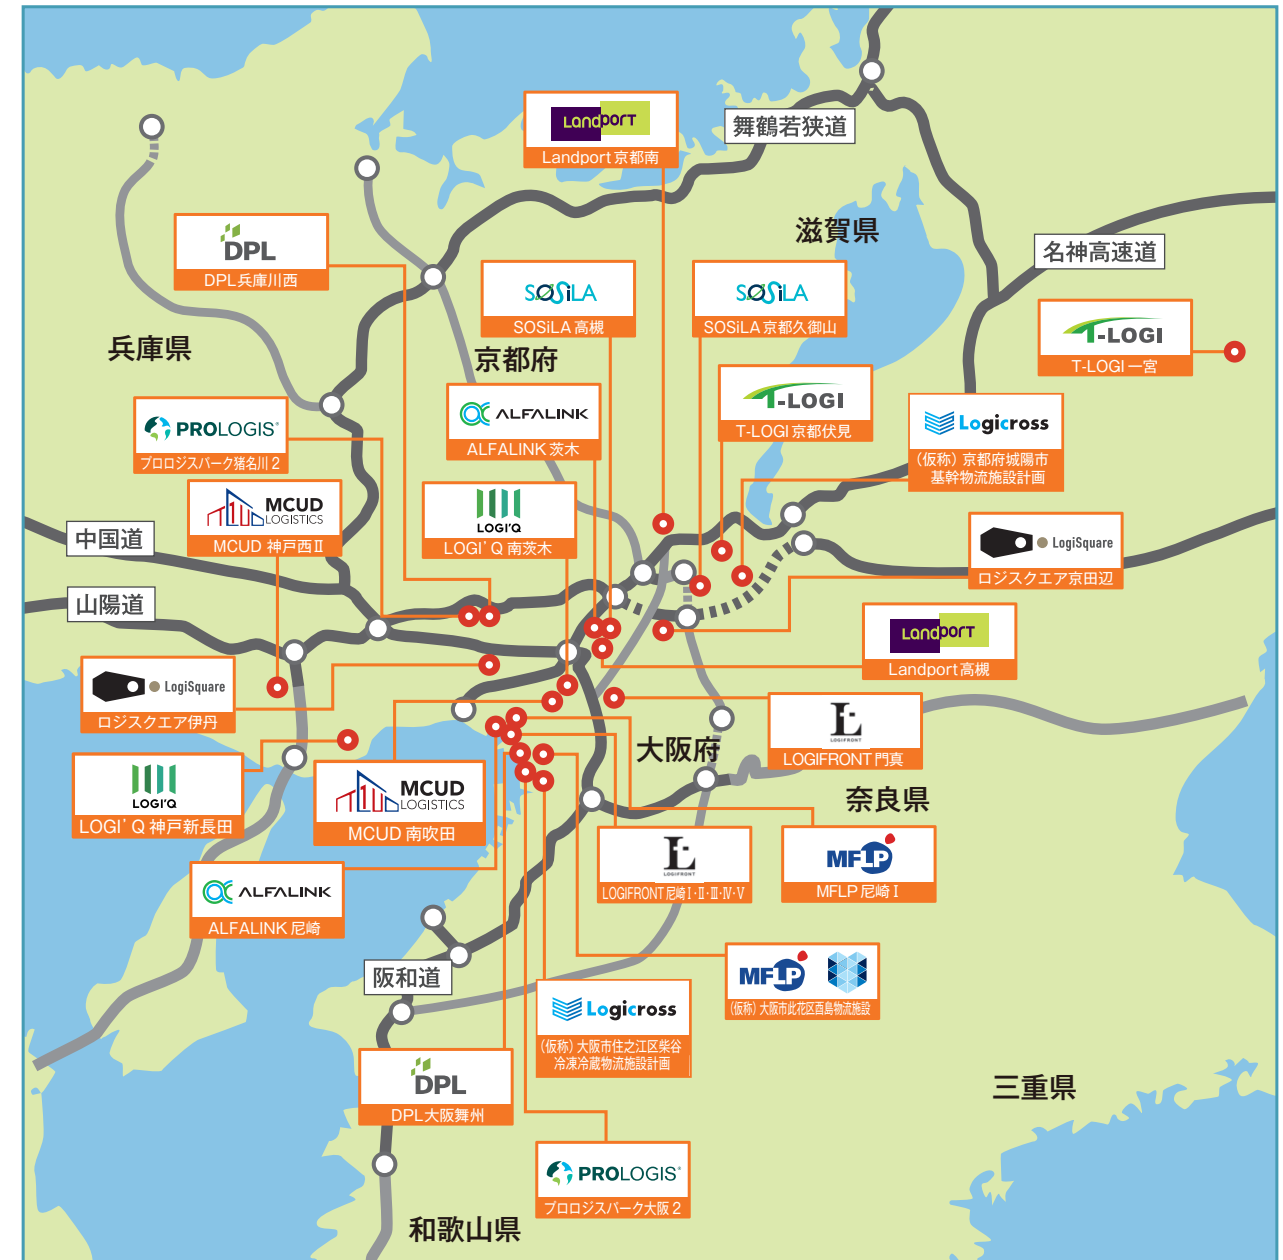 Landport
Landport 京都南
舞鶴若狭道
滋賀県
名神高速道
DPL
DPL 兵庫川西
SOSiLA
SOSiLA 高槻
SOSiLA
SOSiLA 京都久御山
T-LOGI
T-LOGI 一宮
兵庫県
京都府
T-LOGI
T-LOGI 京都伏見
ALFALINK
ALFALINK 茨木
PROLOGIS
プロロジスパーク猪名川 2
Logicross
(仮称) 京都府城陽市
基幹物流施設計画
MCUD
LOGISTICS
MCUD 神戸西Ⅱ
LOGI'Q
LOGI'Q 南茨木
中国道
LogiSquare
ロジスクエア京田辺
山陽道
Landport
Landport 高槻
LogiSquare
ロジスクエア伊丹
LOGIFRONT
LOGIFRONT 門真
大阪府
奈良県
LOGI'Q
LOGI'Q 神戸新長田
MCUD
LOGISTICS
MCUD 南吹田
LOGIFRONT
LOGIFRONT 尼崎Ⅰ・Ⅱ・Ⅲ・Ⅳ・Ⅴ
MFLP
MFLP 尼崎Ⅰ
ALFALINK
ALFALINK 尼崎
阪和道
MFLP
(仮称) 大阪市此花区酉島物流施設
Logicross
(仮称) 大阪市住之江区柴谷
冷凍冷蔵物流施設計画
DPL
DPL 大阪舞州
三重県
PROLOGIS
プロロジスパーク大阪 2
和歌山県